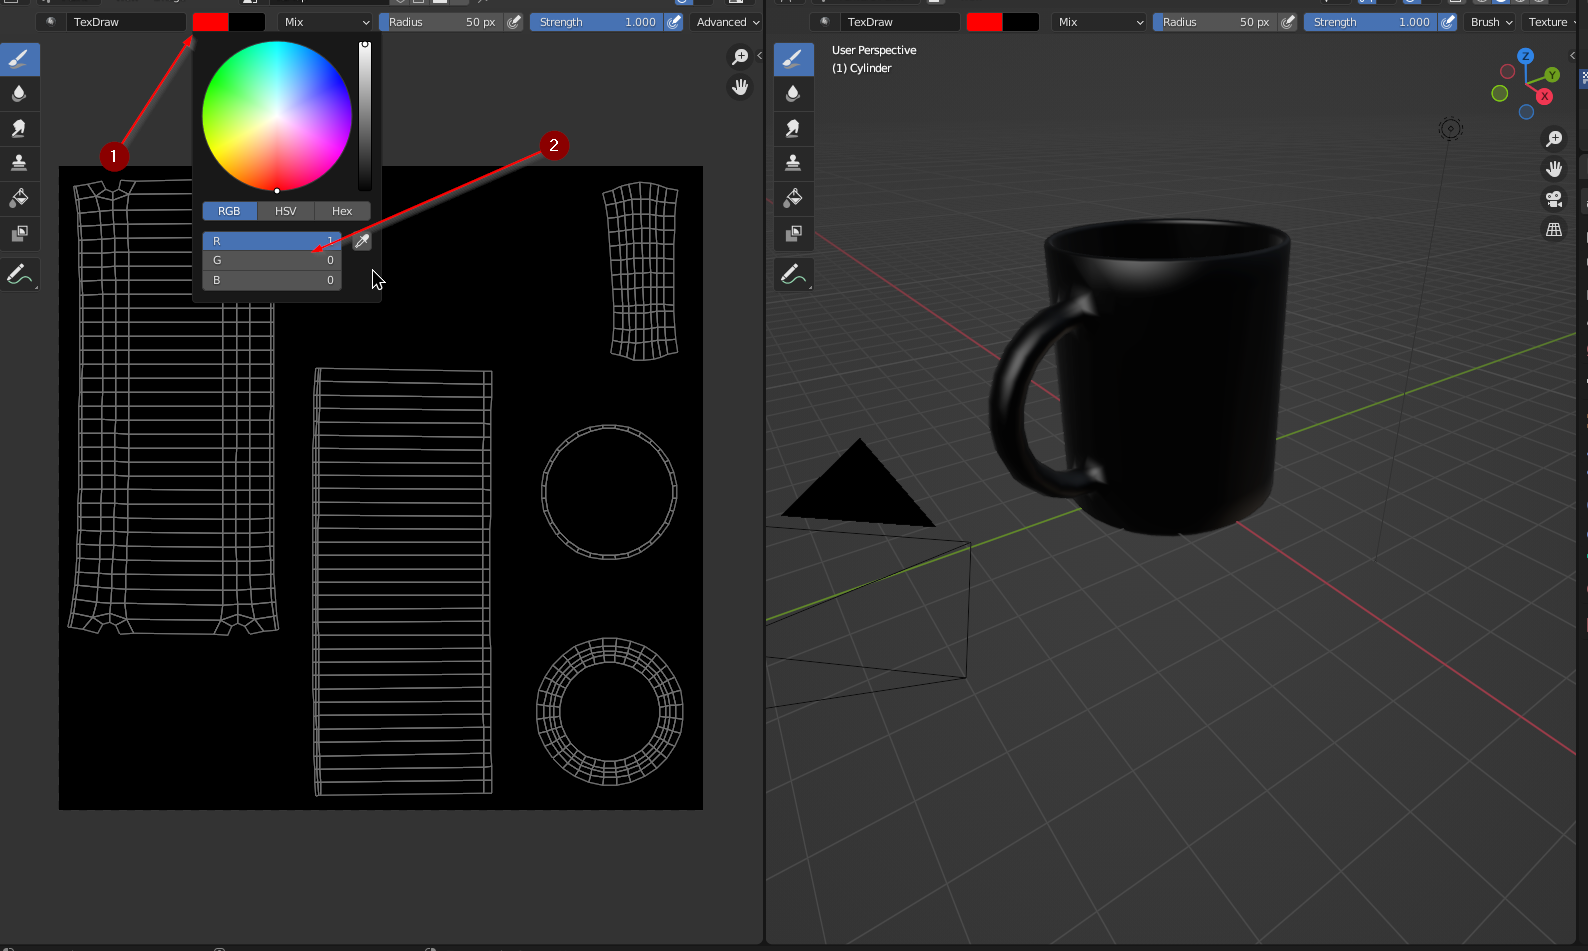 TexDraw Mix Radius 50 px Strength 1.000 Advanced
TexDraw Mix Radius 50 px Strength 1.000 Brush Texture
User Perspective
(1) Cylinder
Z
Y
X
1
2
RGB HSV Hex
R 1
G 0
B 0